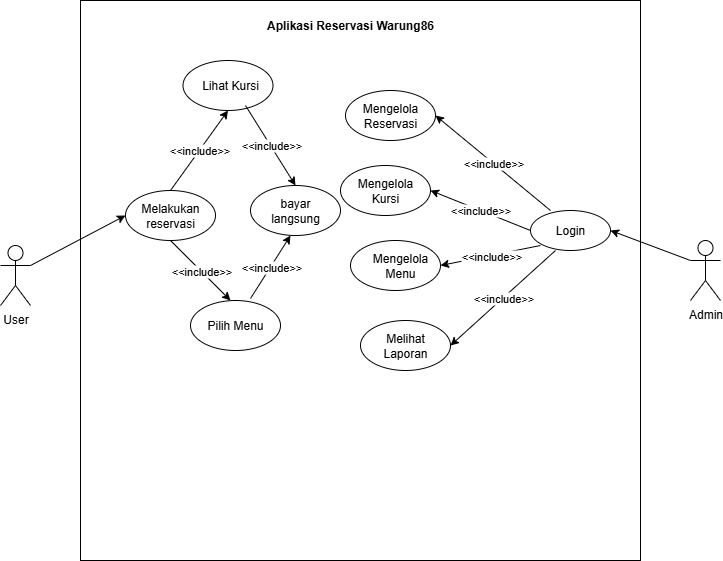 Aplikasi Reservasi Warung86
Lihat Kursi
<<include>>
<<include>>
Melakukan
reservasi
bayar
langsung
<<include>>
<<include>>
Pilih Menu
User
Mengelola
Reservasi
<<include>>
Mengelola
Kursi
<<include>>
Login
Mengelola
Menu
<<include>>
<<include>>
Melihat
Laporan
Admin